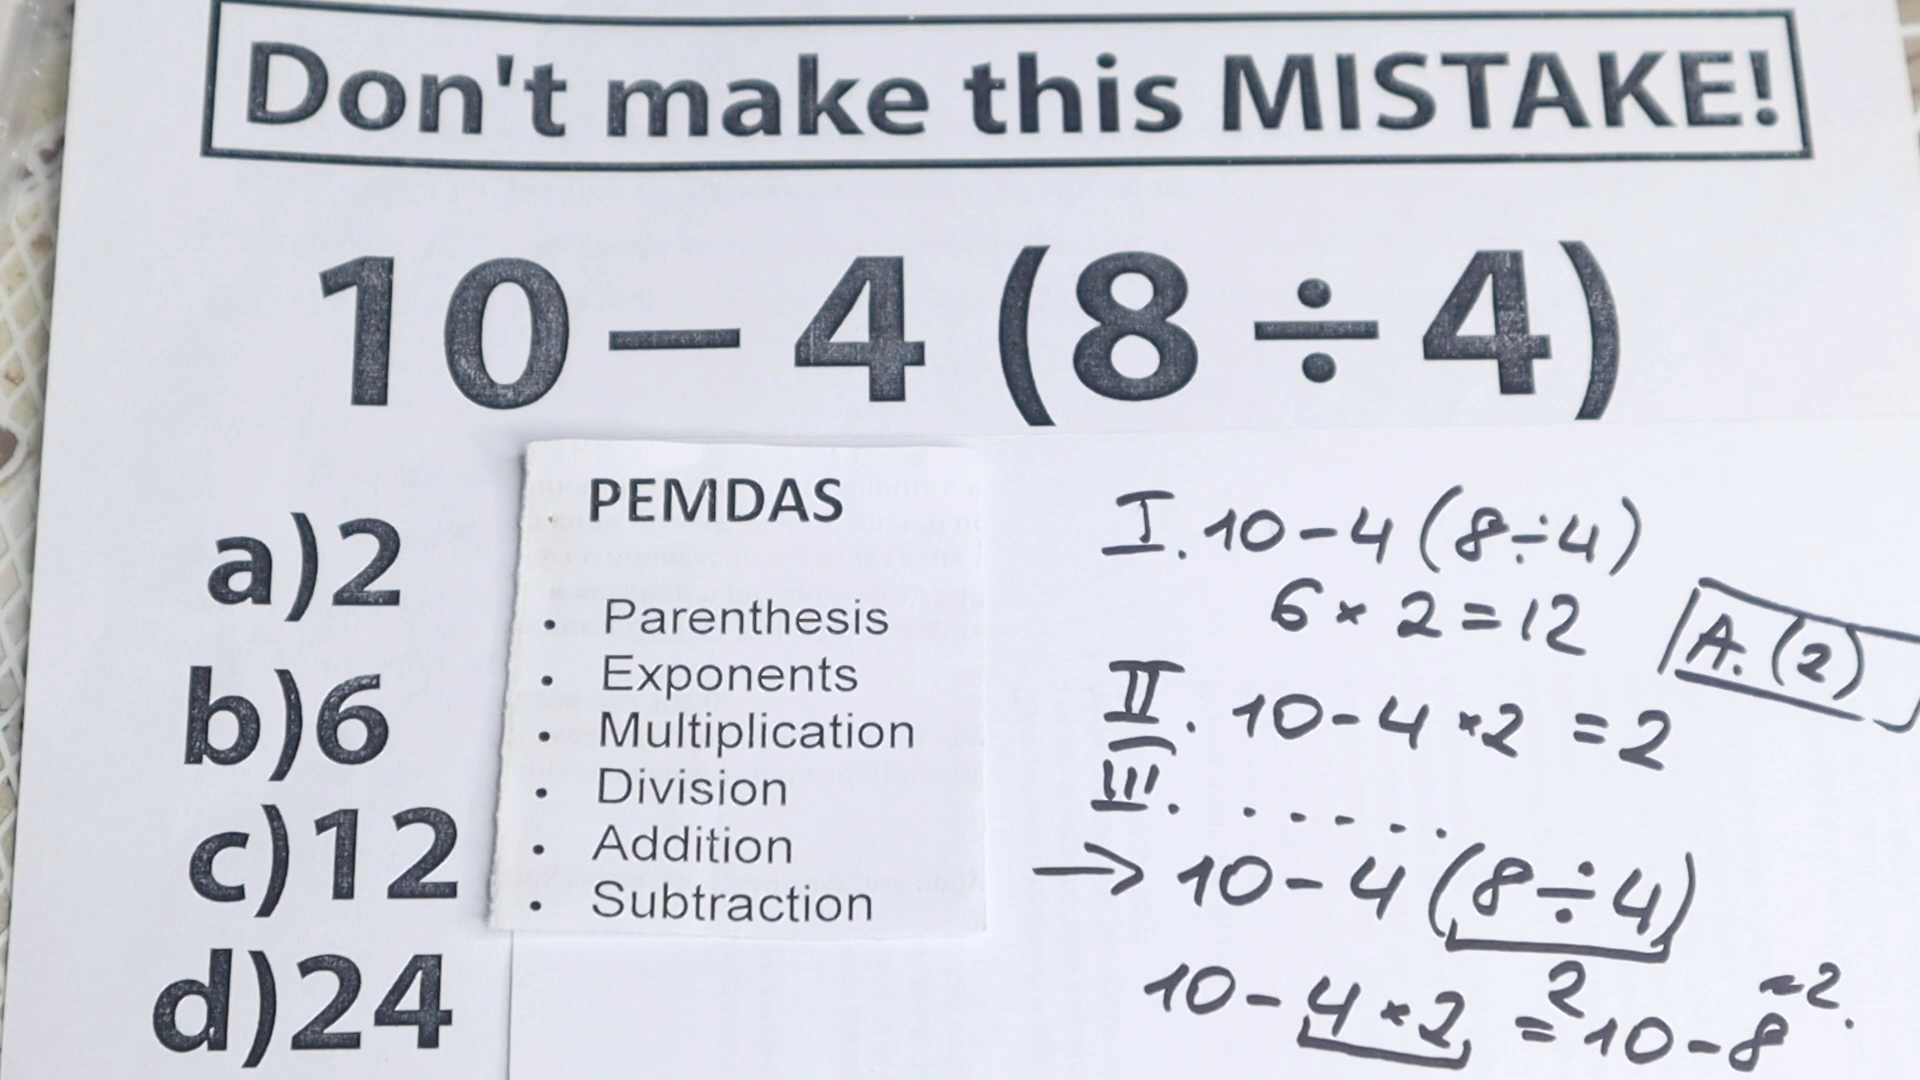 Don't make this MISTAKE!
10 – 4 (8 ÷ 4)
a)2
b)6
c)12
d)24
PEMDAS
• Parenthesis
• Exponents
• Multiplication
• Division
• Addition
• Subtraction
I. 10 - 4 (8 ÷ 4)
6 × 2 = 12
A. (2)
II. 10 - 4 × 2 = 2
III. . - - - .
→ 10 - 4 (8 ÷ 4)
2
10 - 4 × 2 = 10 - 8 = 2.